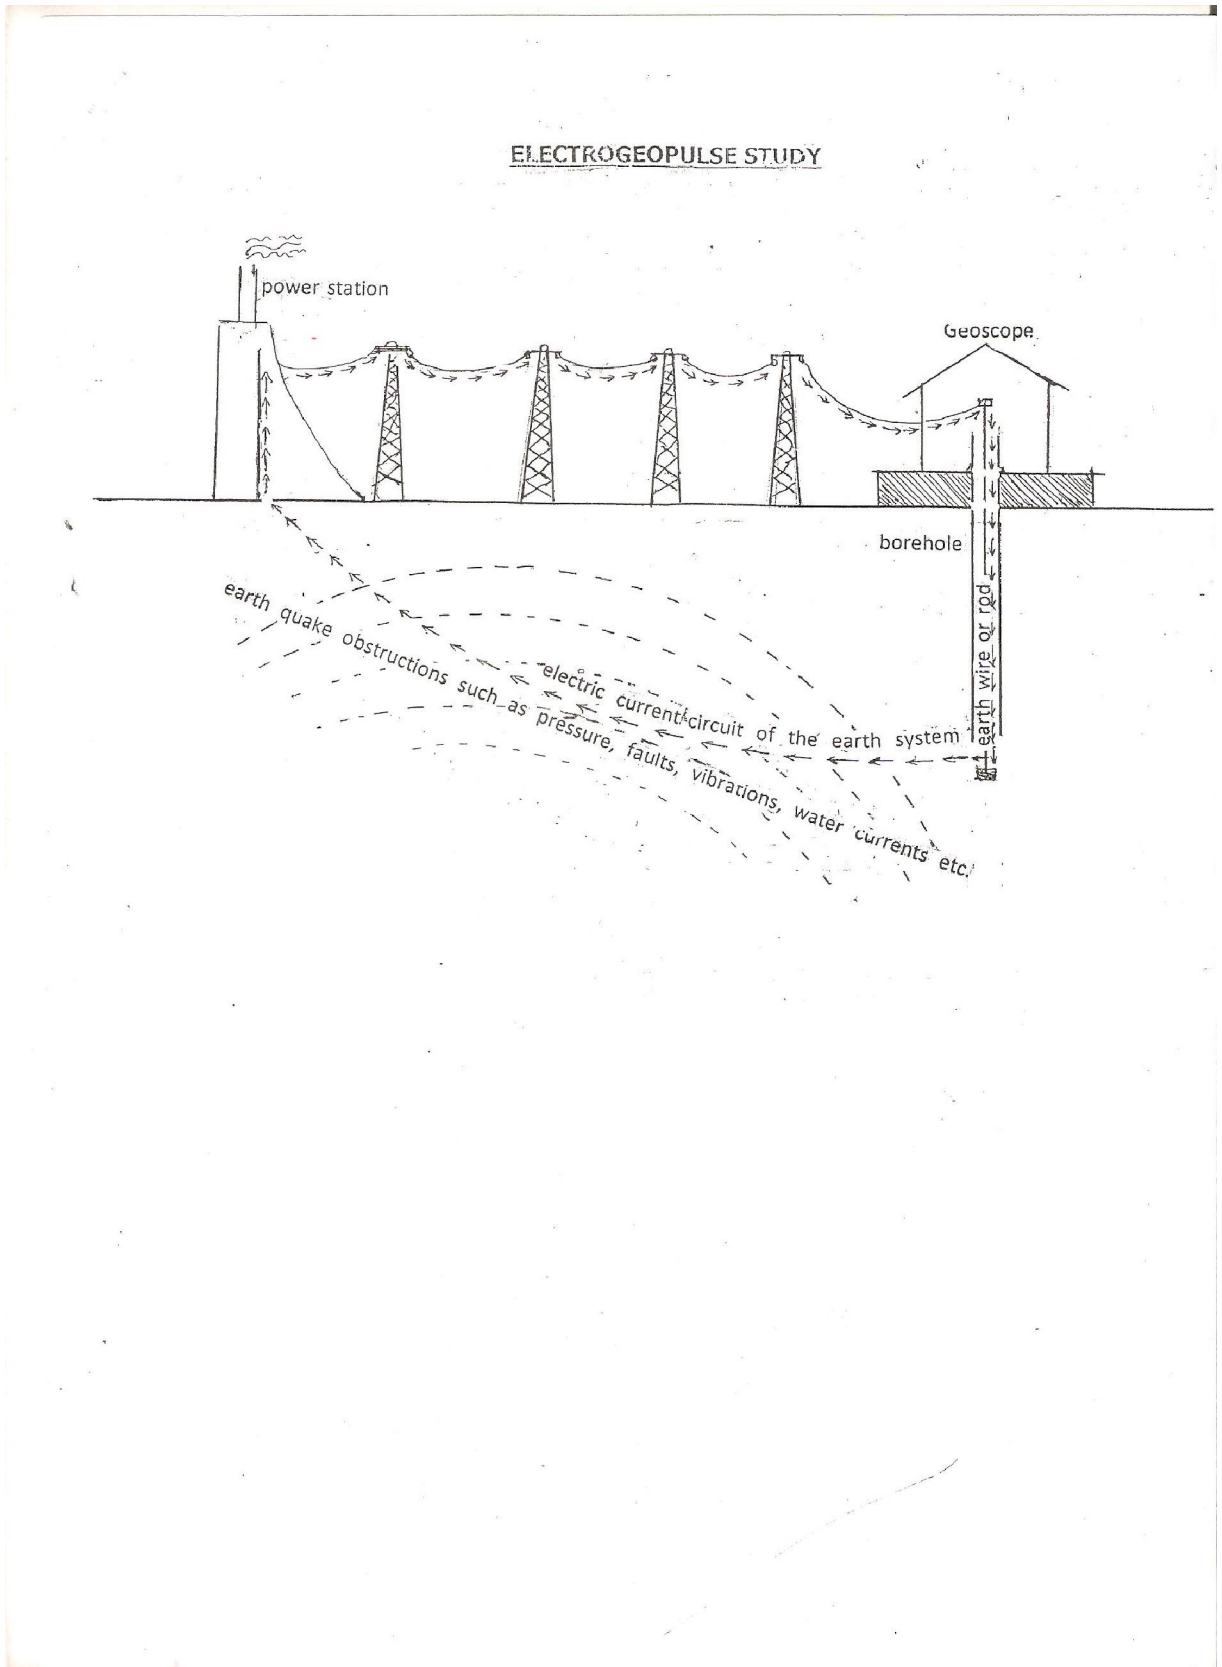 ELECTROGEOPULSE STUDY
power station
Geoscope
borehole
earth wire or rod
electric current/circuit of the earth system
earth quake obstructions such as pressure, faults, vibrations, water currents etc.